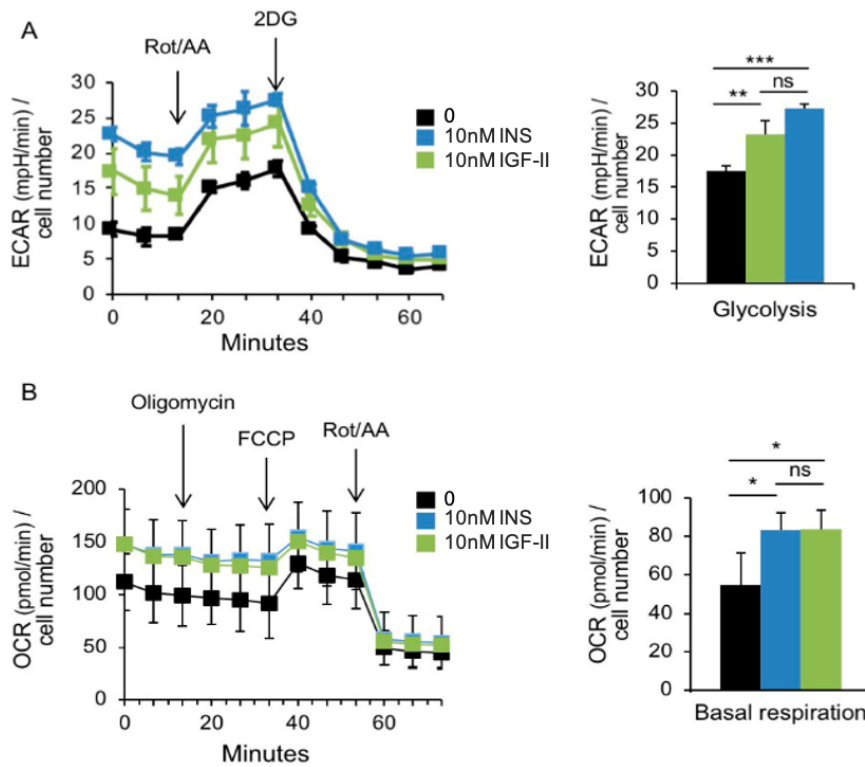 A
Rot/AA
2DG
ECAR (mpH/min) /
cell number
30
25
20
15
10
5
0
0
20
40
60
Minutes
0
10nM INS
10nM IGF-II
***
**
ns
ECAR (mpH/min) /
cell number
30
25
20
15
10
5
0
Glycolysis
B
Oligomycin
FCCP
Rot/AA
OCR (pmol/min) /
cell number
200
150
100
50
0
0
20
40
60
Minutes
0
10nM INS
10nM IGF-II
*
*
ns
OCR (pmol/min) /
cell number
100
80
60
40
20
0
Basal respiration